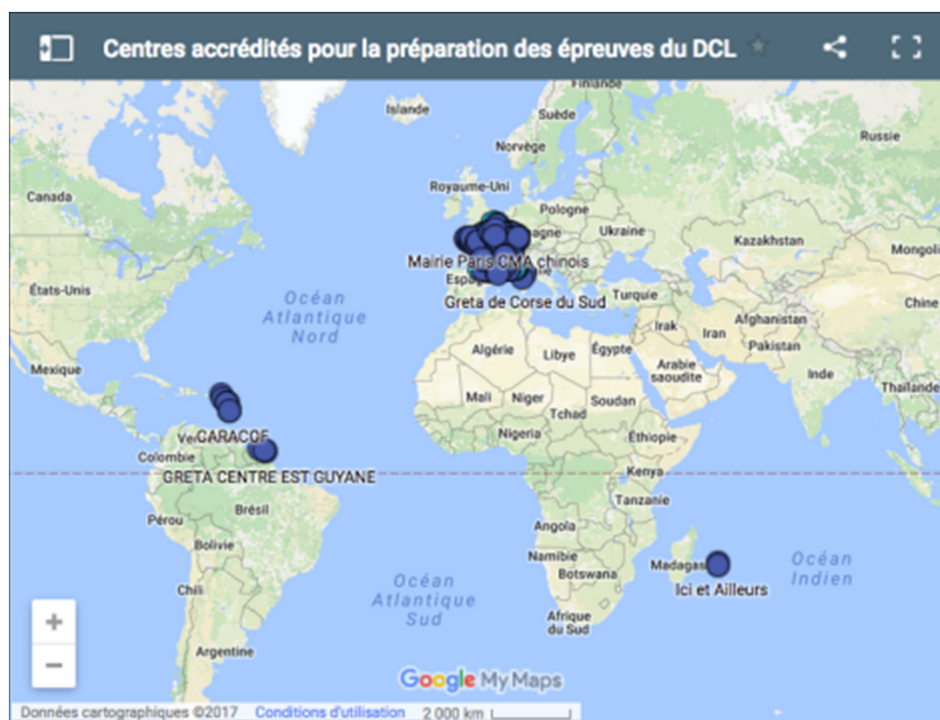 Centres accrédités pour la préparation des épreuves du DCL
Finlande
Islande
Suède
Russie
Norvège
Canada
Royaume-Uni
Pologne
Ukraine
Kazakhstan
Mongoli
Mairie Paris CMA chinois
États-Unis
Océan
Atlantique
Nord
Greta de Corse du Sud
Turquie
Chine
Afghanistan
Irak
Iran
Pakistan
Algérie
Libye
Égypte
Mexique
Arabie
saoudite
Inde
Thaïlande
Mali
Niger
Soudan
Tchad
CARACOF
Nigeria
Éthiopie
Colombie
GRETA CENTRE EST GUYANE
Kenya
Tanzanie
Brésil
Pérou
Angola
Bolivie
Namibie
Madagas
Océan
Indien
Botswana
Ici et Ailleurs
Chili
Océan
Atlantique
Sud
Afrique
du Sud
+
Argentine
−
Google My Maps
Données cartographiques ©2017 Conditions d'utilisation 2 000 km